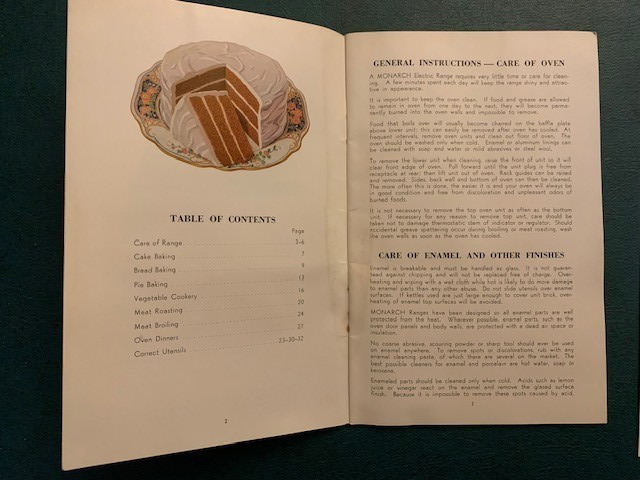 TABLE OF CONTENTS
Page
Care of Range 3-6
Cake Baking 7
Bread Baking 9
Pie Baking 13
Vegetable Cookery 16
Meat Roasting 20
Meat Broiling 24
Oven Dinners 27
Correct Utensils 23-30-32
2
GENERAL INSTRUCTIONS — CARE OF OVEN
A MONARCH Electric Range requires very little time or care for clean-
ing. A few minutes spent each day will keep the range shiny and attrac-
tive in appearance.
It is important to keep the oven clean. If food and grease are allowed
to remain in oven from one day to the next, they will become perma-
nently burned into the oven walls and impossible to remove.
Food that boils over will usually become charred on the baffle plate
above lower unit; this can easily be removed after oven has cooled. At
frequent intervals, remove oven units and clean out floor of oven. The
oven should be washed only when cold. Enamel or aluminum linings can
be cleaned with soap and water or mild abrasives or steel wool.
To remove the lower unit when cleaning, raise the front of unit so it will
clear front edge of oven. Pull forward until the unit plug is free from
receptacle at rear; then lift unit out of oven. Rack guides can be raised
and removed. Sides, back wall and bottom of oven can then be cleaned.
The more often this is done, the easier it is and your oven will always be
in good condition and free from discoloration and unpleasant odors of
burned foods.
It is not necessary to remove the top oven unit as often as the bottom
unit. If necessary for any reason to remove top unit, care should be
taken not to damage thermostatic stem of indicator or regulator. Should
accidental grease spattering occur during broiling or meat roasting, wash
the oven walls as soon as the oven has cooled.
CARE OF ENAMEL AND OTHER FINISHES
Enamel is breakable and must be handled as glass. It is not guaran-
teed against chipping and will not be replaced free of charge. Over-
heating and wiping with a wet cloth while hot is likely to do more damage
to enamel parts than any other abuse. Do not slide utensils over enamel
surfaces. If kettles used are just large enough to cover unit brick, over-
heating of enamel top surfaces will be avoided.
MONARCH Ranges have been designed so all enamel parts are well
protected from the heat. Wherever possible, enamel parts, such as the
oven door panels and body walls, are protected with a dead air space or
insulation.
No coarse abrasive, scouring powder or sharp tool should ever be used
on enamel anywhere. To remove spots or discolorations, rub with any
enamel cleaning paste, of which there are several on the market. The
best possible cleaners for enamel and porcelain are hot water, soap or
kerosene.
Enameled parts should be cleaned only when cold. Acids such as lemon
juice or vinegar react on the enamel and remove the glazed surface
finish. Because it is impossible to remove these spots caused by acid,